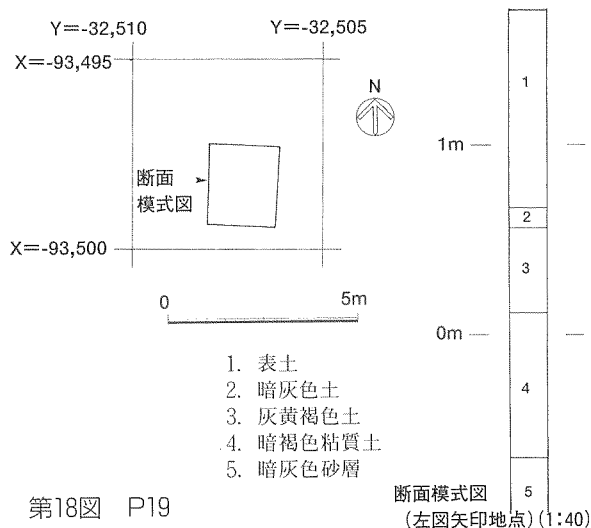 Y=-32,510
Y=-32,505
X=-93,495
N
断面
模式図
X=-93,500
0
5m
1. 表土
2. 暗灰色土
3. 灰黄褐色土
4. 暗褐色粘質土
5. 暗灰色砂層
第18図 P19
1
1m
2
3
0m
4
5
断面模式図
(左図矢印地点)(1:40)